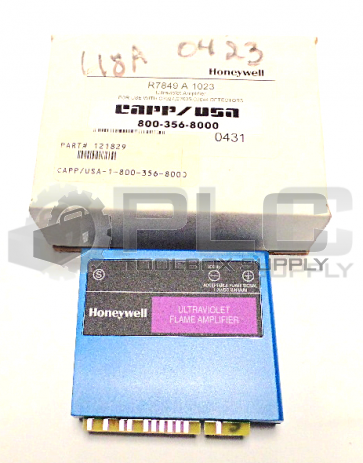 118A 0423
Honeywell
R7849 A 1023
Capp/usa
800-356-8000
0431
PART# 121829
CAPP/USA-1-800-356-8000
PLC
TOOLBOX SUPPLY
S
Honeywell
ULTRAVIOLET
FLAME AMPLIFIER